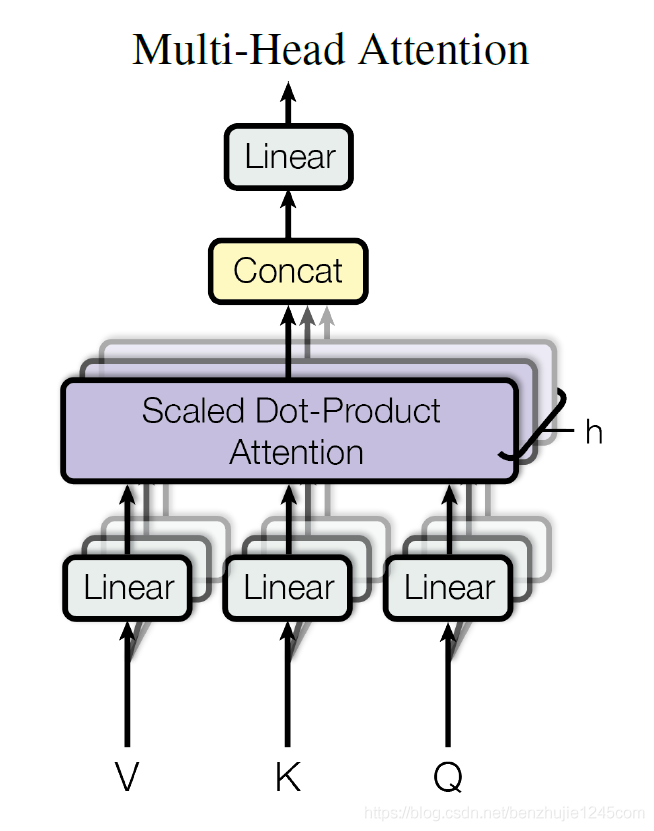 Multi-Head Attention
Linear
Concat
Scaled Dot-Product
Attention
h
Linear Linear Linear
V K Q
https://blog.csdn.net/benzhujie1245com